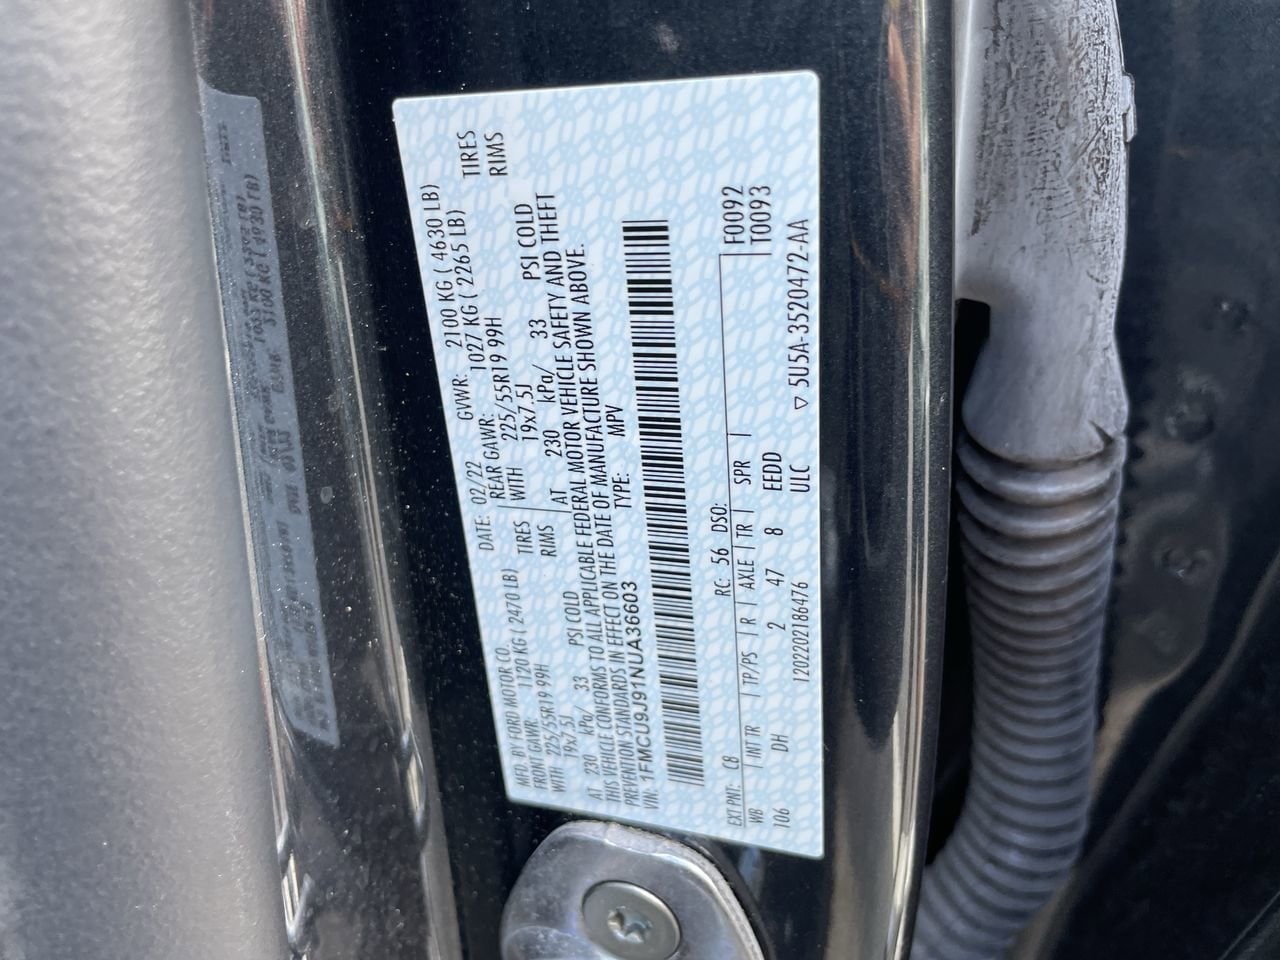 MFD. BY FORD MOTOR CO. DATE: 02/22 GVWR: 2100 KG ( 4630 LB)
FRONT GAWR: 1120 KG ( 2470 LB) REAR GAWR: 1027 KG ( 2265 LB)
WITH 225/55R19 99H TIRES WITH 225/55R19 99H TIRES
19x7.5J RIMS 19x7.5J RIMS
AT 230 kPa/ 33 PSI COLD AT 230 kPa/ 33 PSI COLD
THIS VEHICLE CONFORMS TO ALL APPLICABLE FEDERAL MOTOR VEHICLE SAFETY AND THEFT
PREVENTION STANDARDS IN EFFECT ON THE DATE OF MANUFACTURE SHOWN ABOVE.
VIN: 1FMCU9J91NUA36603 TYPE: MPV
EXT PNT: C8 RC: 56 DSO: F0092
WB | INT TR | TP/PS | R | AXLE | TR | SPR | T0093
106 DH 2 47 8 EEDD
1202202186476 ULC ▽ 5U5A-3520472-AA